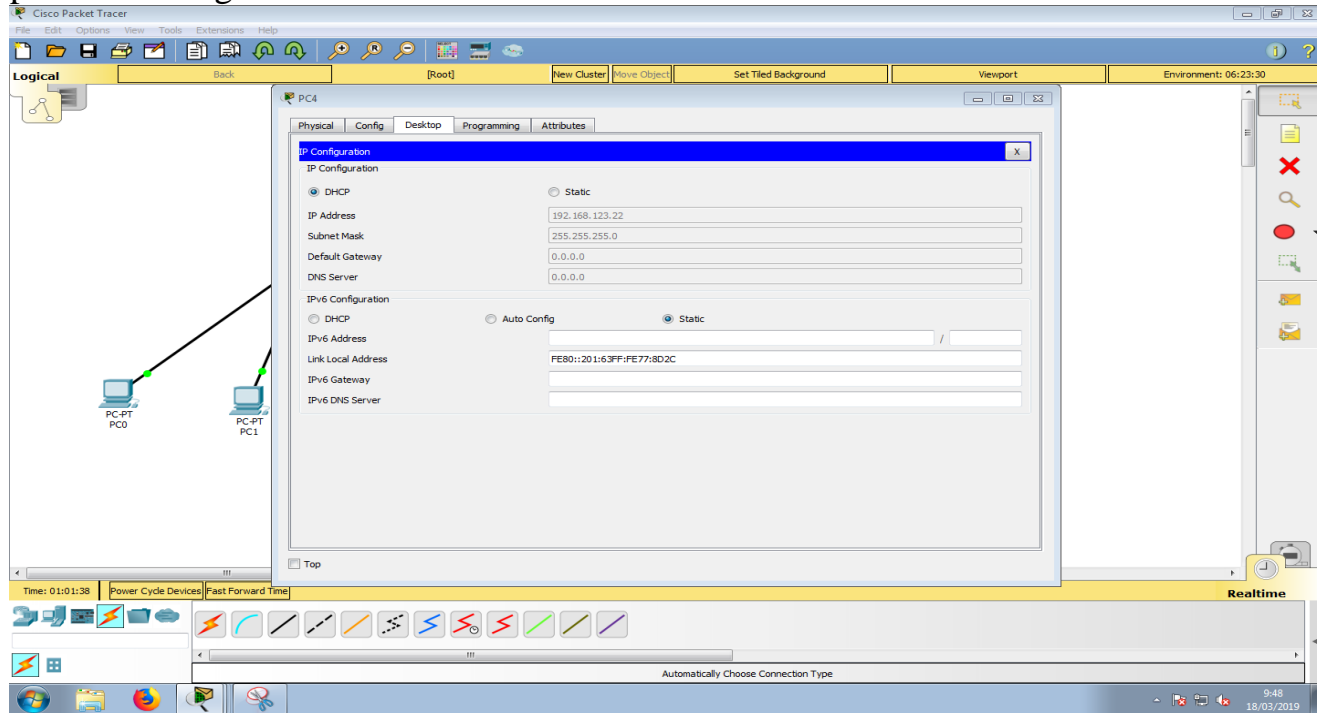 Cisco Packet Tracer
File Edit Options View Tools Extensions Help
Logical Back [Root] New Cluster Move Object Set Tiled Background Viewport Environment: 06:23:30
PC4
Physical Config Desktop Programming Attributes
IP Configuration X
IP Configuration
DHCP Static
IP Address 192.168.123.22
Subnet Mask 255.255.255.0
Default Gateway 0.0.0.0
DNS Server 0.0.0.0
IPv6 Configuration
DHCP Auto Config Static
IPv6 Address /
Link Local Address FE80::201:63FF:FE77:8D2C
IPv6 Gateway
IPv6 DNS Server
PC-PT
PC0
PC-PT
PC1
Top
Time: 01:01:38 Power Cycle Devices Fast Forward Time Realtime
Automatically Choose Connection Type
9:48
18/03/2019